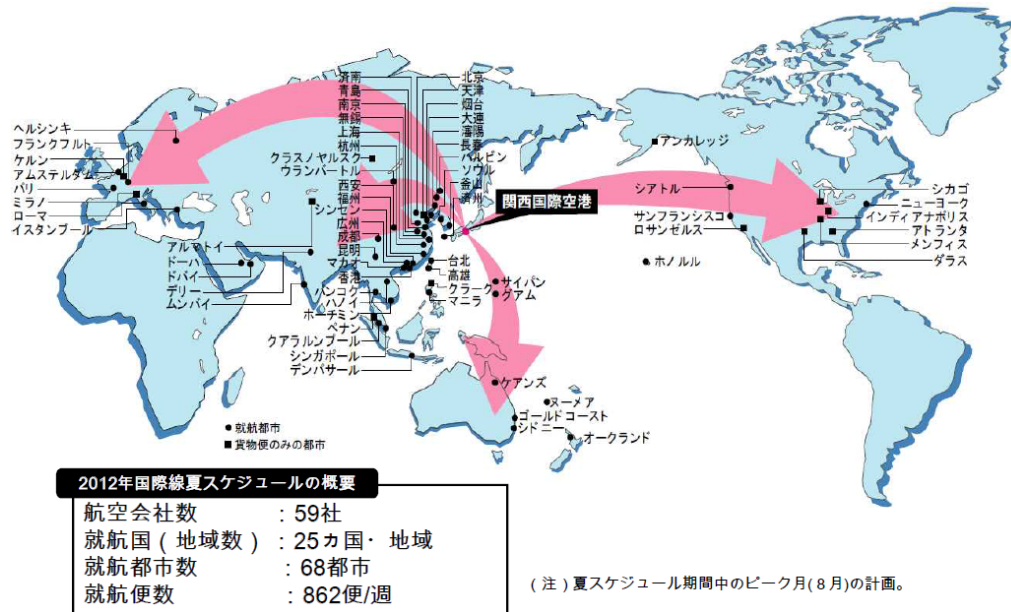 済南
青島
南京
無錫
上海
杭州
クラスノヤルスク
ウランバートル
西安
福州
シンセン
広州
成都
昆明
マカオ
香港
バンコク
ハノイ
ホーチミン
ペナン
クアラルンプール
シンガポール
デンパサール
北京
天津
烟台
大連
瀋陽
長春
ハルビン
ソウル
釜山
済州
関西国際空港
台北
高雄
クラーク
マニラ
サイパン
グアム
ヘルシンキ
フランクフルト
ケルン
アムステルダム
パリ
ミラノ
ローマ
イスタンブール
アルマトイ
ドーハ
ドバイ
デリー
ムンバイ
アンカレッジ
シアトル
サンフランシスコ
ロサンゼルス
シカゴ
ニューヨーク
インディアナポリス
アトランタ
メンフィス
ダラス
ホノルル
ケアンズ
ヌーメア
ゴールドコースト
シドニー
オークランド
●就航都市
■貨物便のみの都市
2012年国際線夏スケジュールの概要
航空会社数 : 59社
就航国(地域数) : 25カ国・地域
就航都市数 : 68都市
就航便数 : 862便/週
(注)夏スケジュール期間中のピーク月(8月)の計画。